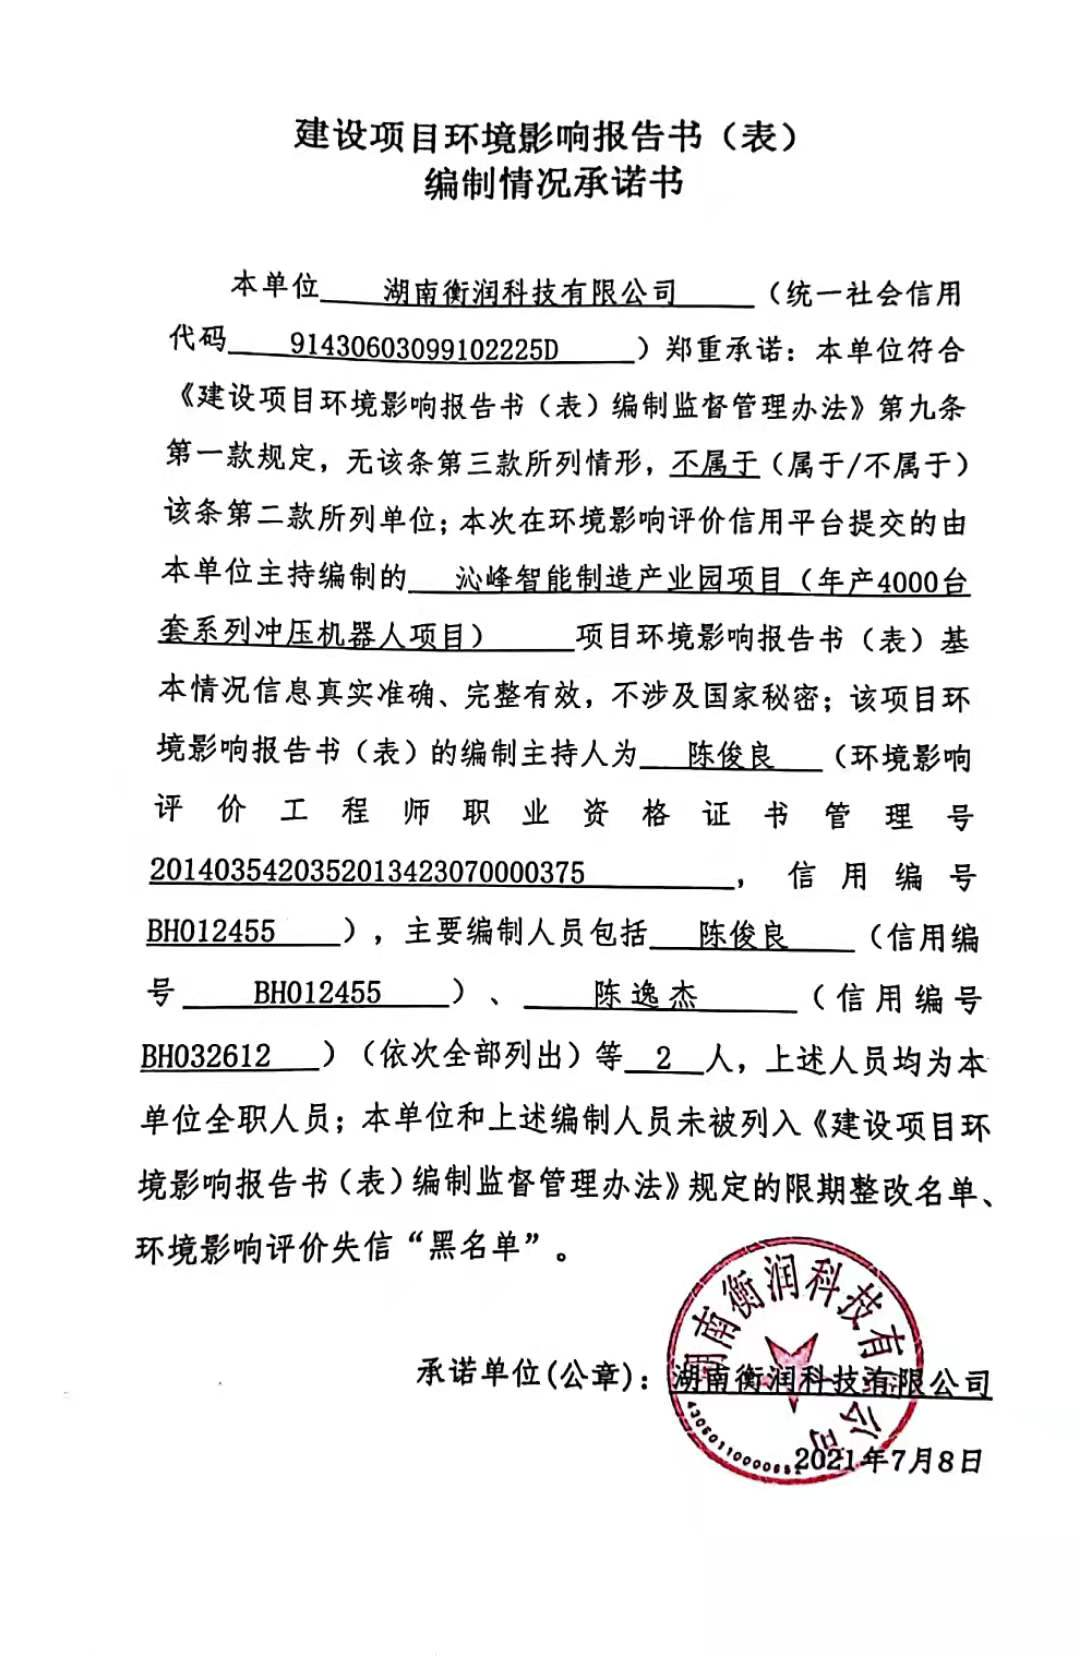 建设项目环境影响报告书（表）
编制情况承诺书
本单位 湖南衡润科技有限公司 （统一社会信用
代码 91430603099102225D ）郑重承诺：本单位符合
《建设项目环境影响报告书（表）编制监督管理办法》第九条
第一款规定，无该条第三款所列情形，不属于（属于/不属于）
该条第二款所列单位；本次在环境影响评价信用平台提交的由
本单位主持编制的 沁峰智能制造产业园项目（年产4000台
套系列冲压机器人项目） 项目环境影响报告书（表）基
本情况信息真实准确、完整有效，不涉及国家秘密；该项目环
境影响报告书（表）的编制主持人为 陈俊良 （环境影响
评价工程师职业资格证书管理号
2014035420352013423070000375 ，信用编号
BH012455 ），主要编制人员包括 陈俊良 （信用编
号 BH012455 ）、 陈逸杰 （信用编号
BH032612 ）（依次全部列出）等 2 人，上述人员均为本
单位全职人员；本单位和上述编制人员未被列入《建设项目环
境影响报告书（表）编制监督管理办法》规定的限期整改名单、
环境影响评价失信“黑名单”。
湖南衡润科技有限公司
承诺单位(公章)：湖南衡润科技有限公司
2021年7月8日